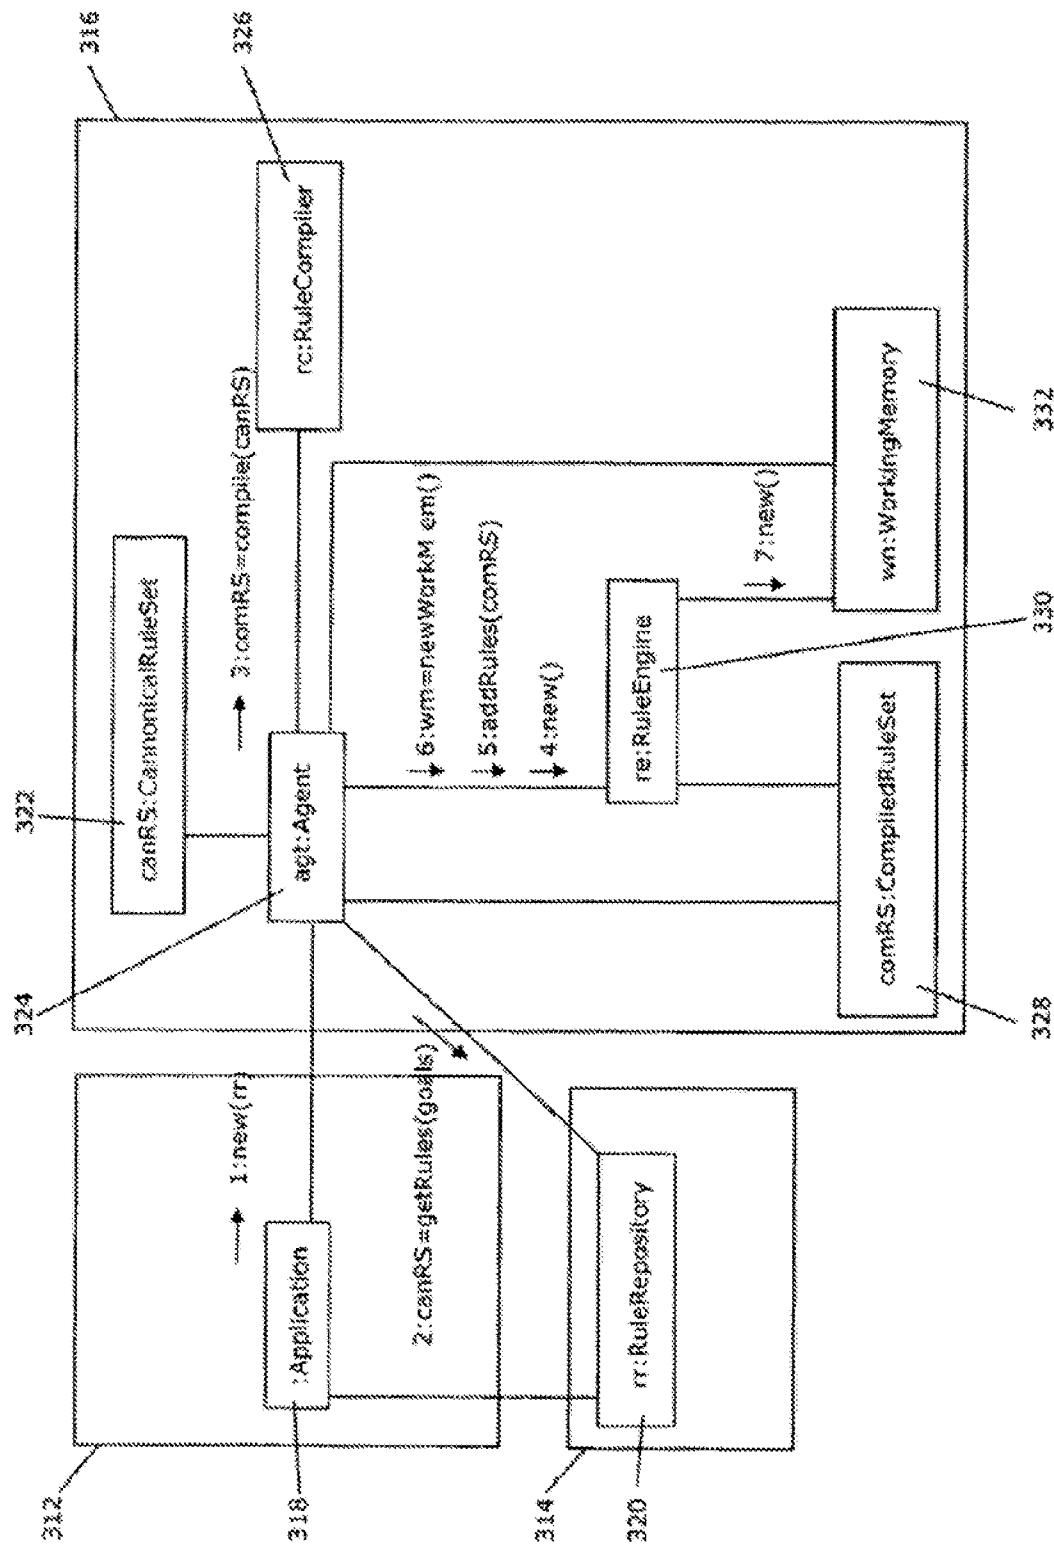 316
326
322
canRS:CannonicalRuleSet
3:comRS=compile(canRS)
rc:RuleCompiler
324
agt:Agent
6:wm=newWorkM em()
5:addRules(comRS)
4:new()
re:RuleEngine
7:new()
330
wn:WorkingMemory
332
comRS:CompiledRuleSet
328
1:new(rr)
:Application
2:canRS=getRules(goals)
rr:RuleRepository
312
318
314
320